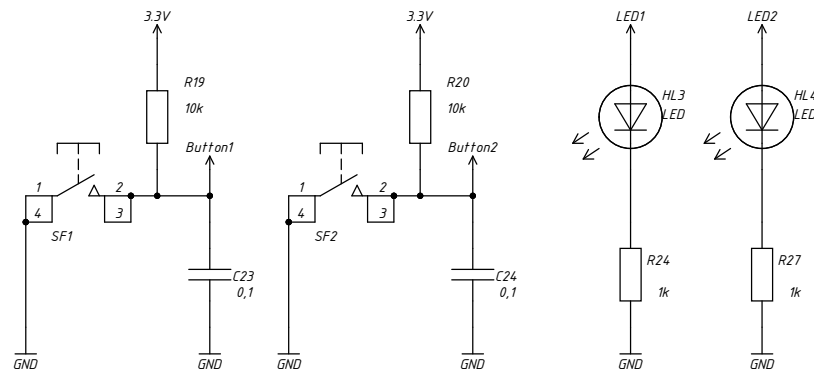 3.3V
3.3V
LED1
LED2
R19
10k
R20
10k
HL3
LED
HL4
LED
Button1
Button2
1
2
4
3
SF1
1
2
4
3
SF2
C23
0,1
C24
0,1
R24
1k
R27
1k
GND
GND
GND
GND
GND
GND